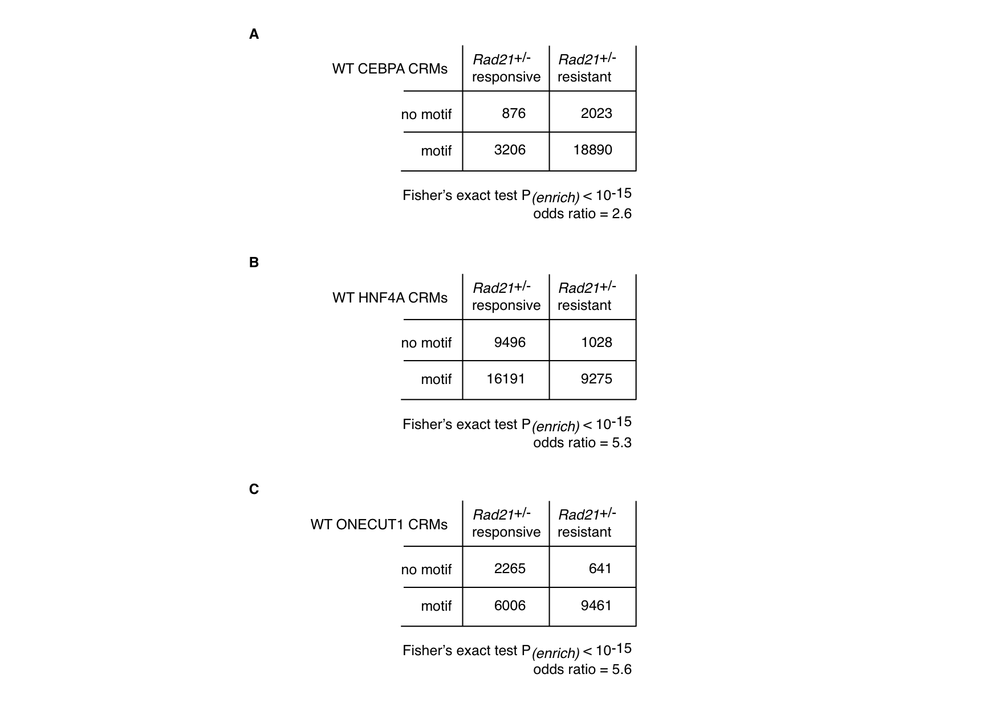 A
WT CEBPA CRMs
Rad21+/- Rad21+/-
responsive resistant
no motif 876 2023
motif 3206 18890
Fisher’s exact test P(enrich) < 10-15
odds ratio = 2.6
B
WT HNF4A CRMs
Rad21+/- Rad21+/-
responsive resistant
no motif 9496 1028
motif 16191 9275
Fisher’s exact test P(enrich) < 10-15
odds ratio = 5.3
C
WT ONECUT1 CRMs
Rad21+/- Rad21+/-
responsive resistant
no motif 2265 641
motif 6006 9461
Fisher’s exact test P(enrich) < 10-15
odds ratio = 5.6